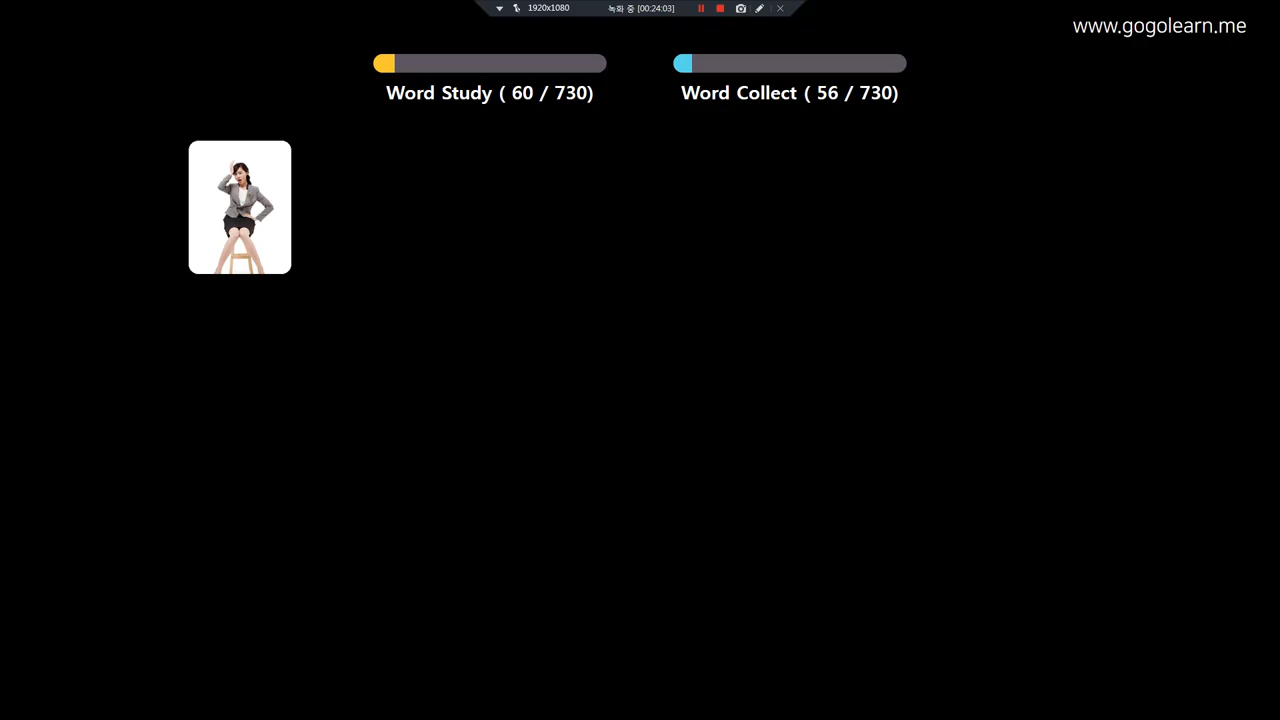 1920x1080 녹화 중 [00:24:03]
www.gogolearn.me
Word Study ( 60 / 730) Word Collect ( 56 / 730)